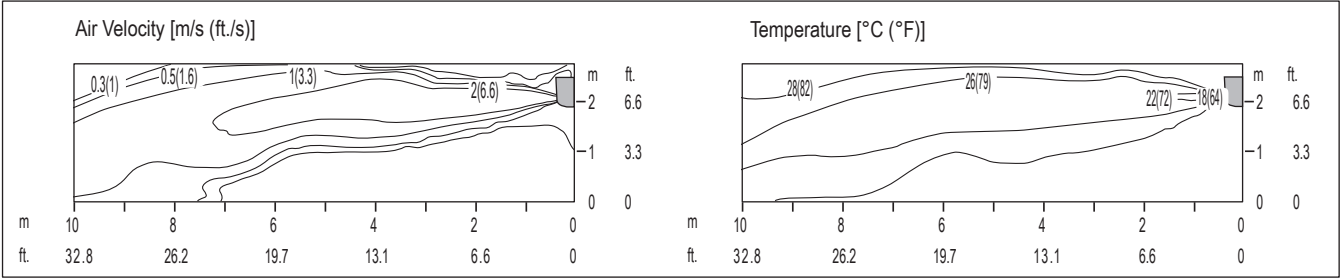 Air Velocity [m/s (ft./s)]
0.3(1)
0.5(1.6)
1(3.3)
2(6.6)
m ft.
2 6.6
1 3.3
0 0
m 10 8 6 4 2 0
ft. 32.8 26.2 19.7 13.1 6.6 0
Temperature [°C (°F)]
28(82)
26(79)
22(72)
18(64)
m ft.
2 6.6
1 3.3
0 0
m 10 8 6 4 2 0
ft. 32.8 26.2 19.7 13.1 6.6 0